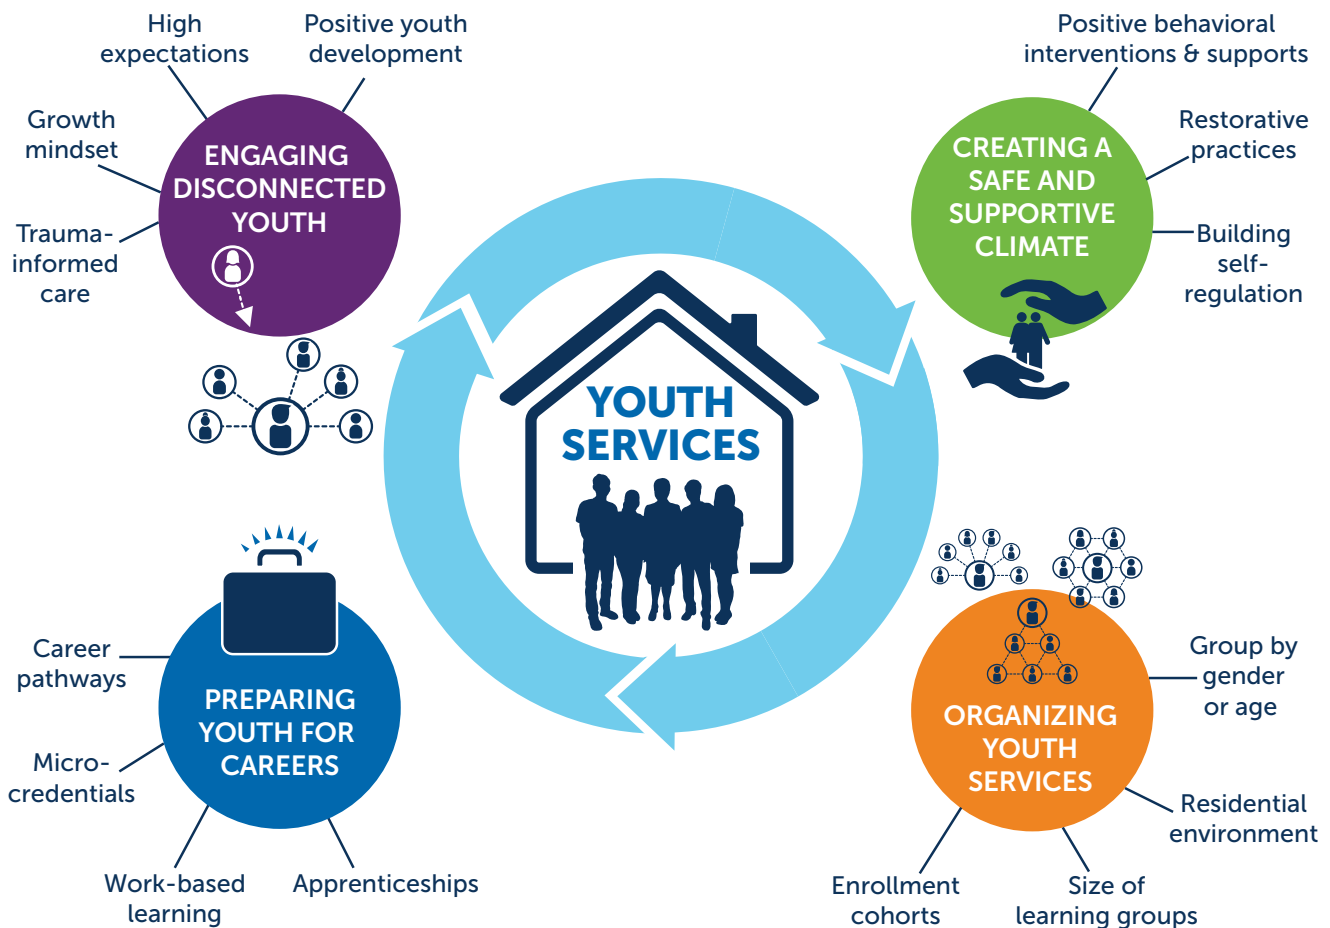 High
expectations
Positive youth
development
Growth
mindset
Trauma-
informed
care
ENGAGING
DISCONNECTED
YOUTH
Positive behavioral
interventions & supports
Restorative
practices
Building
self-
regulation
CREATING A
SAFE AND
SUPPORTIVE
CLIMATE
YOUTH
SERVICES
Career
pathways
Micro-
credentials
Work-based
learning
Apprenticeships
PREPARING
YOUTH FOR
CAREERS
ORGANIZING
YOUTH
SERVICES
Group by
gender
or age
Residential
environment
Enrollment
cohorts
Size of
learning groups